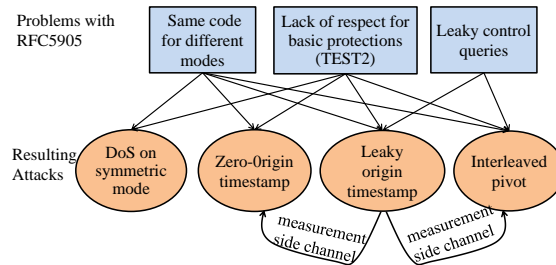 Problems with
RFC5905
Same code
for different
modes
Lack of respect for
basic protections
(TEST2)
Leaky control
queries
Resulting
Attacks
DoS on
symmetric
mode
Zero-0rigin
timestamp
Leaky
origin
timestamp
Interleaved
pivot
measurement
side channel
measurement
side channel